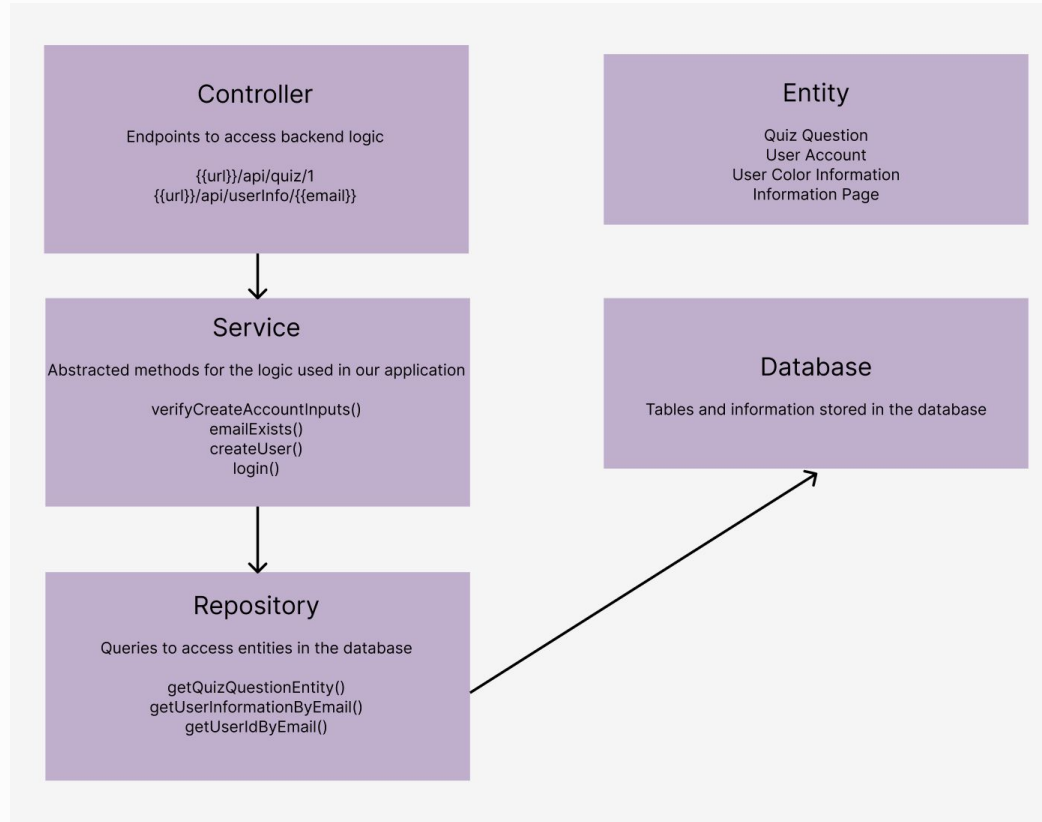 Controller
Endpoints to access backend logic
{{url}}/api/quiz/1
{{url}}/api/userInfo/{{email}}
Service
Abstracted methods for the logic used in our application
verifyCreateAccountInputs()
emailExists()
createUser()
login()
Repository
Queries to access entities in the database
getQuizQuestionEntity()
getUserInformationByEmail()
getUserIdByEmail()
Entity
Quiz Question
User Account
User Color Information
Information Page
Database
Tables and information stored in the database